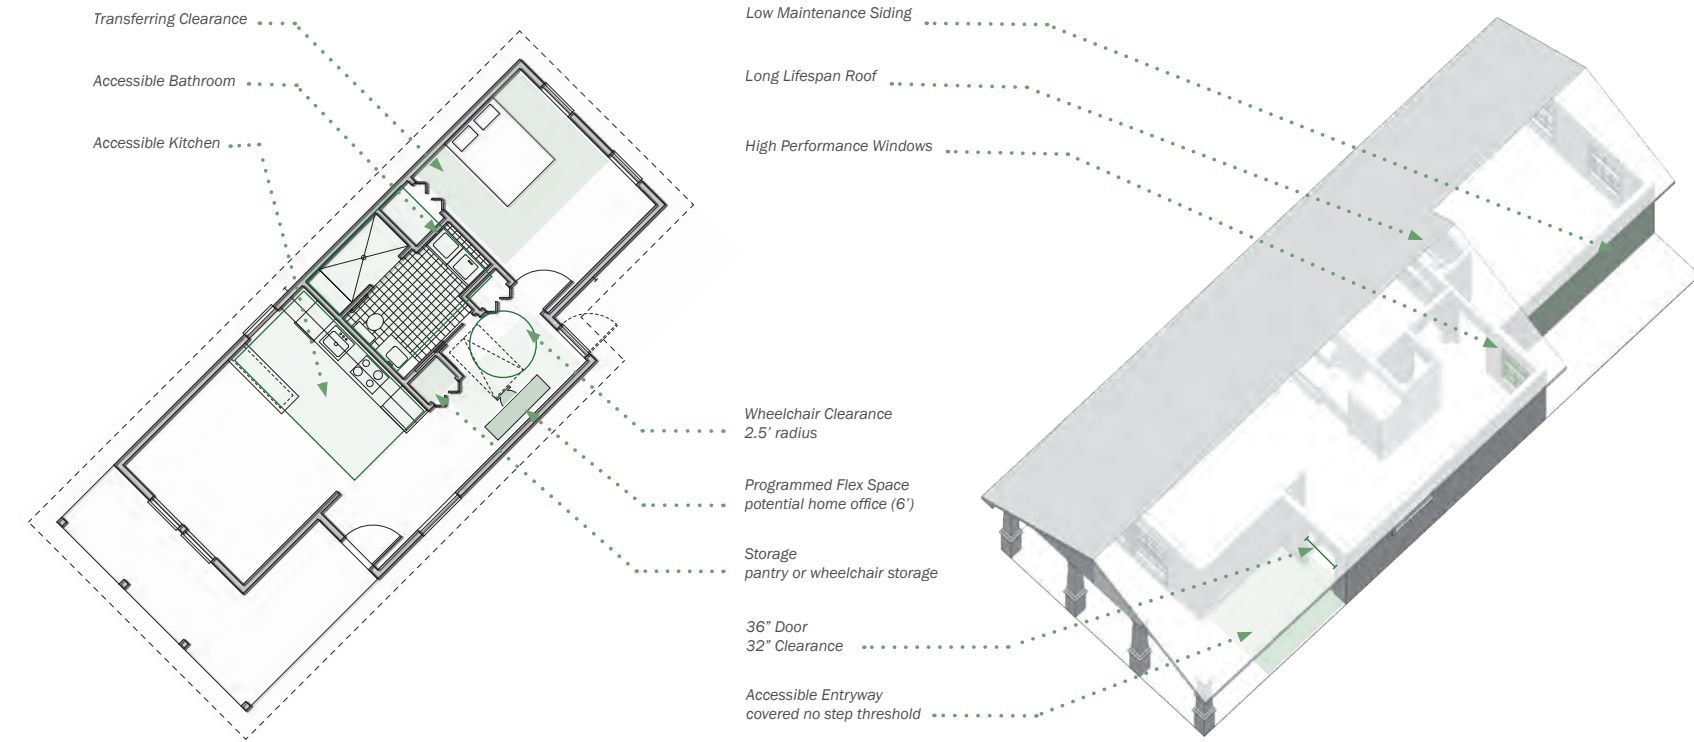 Transferring Clearance
Accessible Bathroom
Accessible Kitchen
Low Maintenance Siding
Long Lifespan Roof
High Performance Windows
Wheelchair Clearance
2.5’ radius
Programmed Flex Space
potential home office (6’)
Storage
pantry or wheelchair storage
36” Door
32” Clearance
Accessible Entryway
covered no step threshold